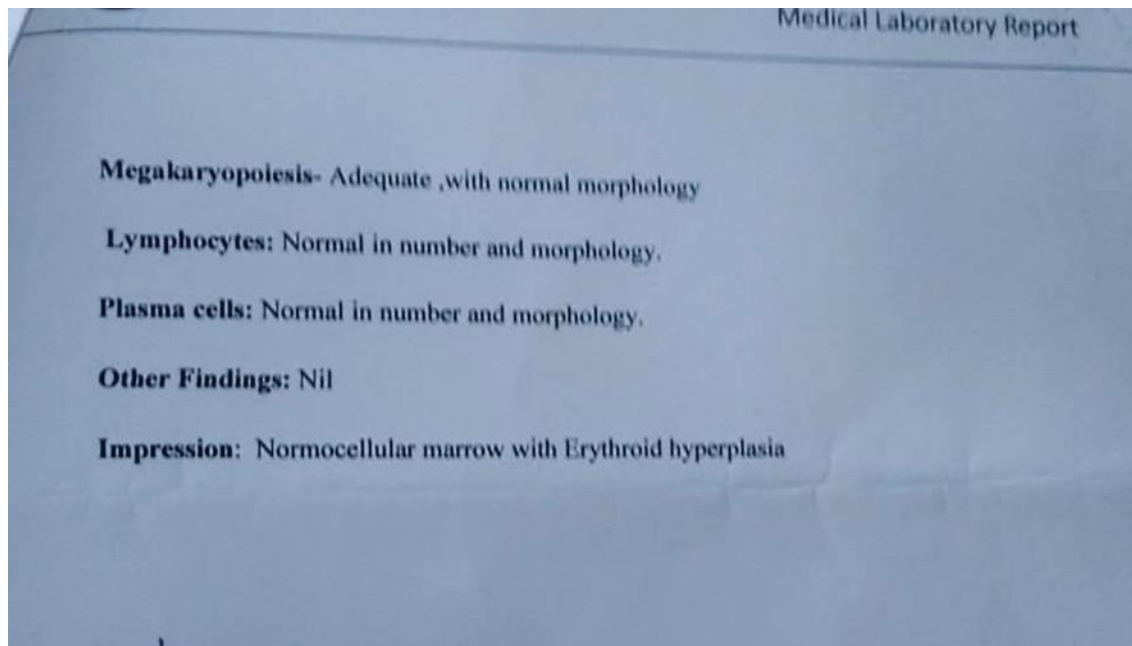 Medical Laboratory Report
Megakaryopoiesis- Adequate ,with normal morphology
Lymphocytes: Normal in number and morphology.
Plasma cells: Normal in number and morphology.
Other Findings: Nil
Impression: Normocellular marrow with Erythroid hyperplasia